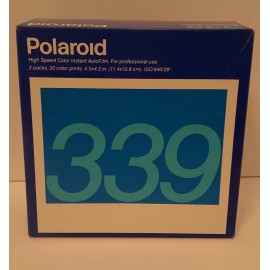 Polaroid
High Speed Color Instant AutoFilm. For professional use.
2 packs, 20 color prints. 4.5x4.2 in. (11.4x10.8 cm). ISO 640/29°.
339